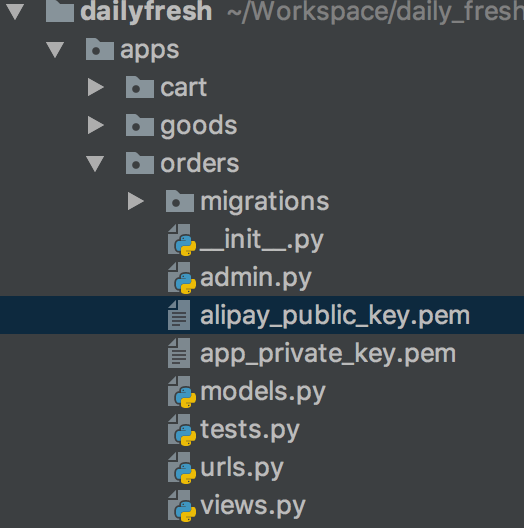 dailyfresh ~/Workspace/daily_fresh
apps
cart
goods
orders
migrations
__init__.py
admin.py
alipay_public_key.pem
app_private_key.pem
models.py
tests.py
urls.py
views.py